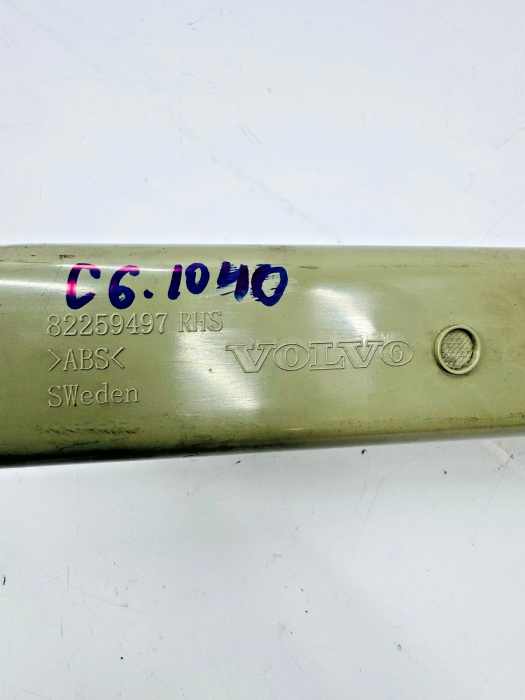 C6.1040
82259497 RHS
>ABS<
SWeden
VOLVO